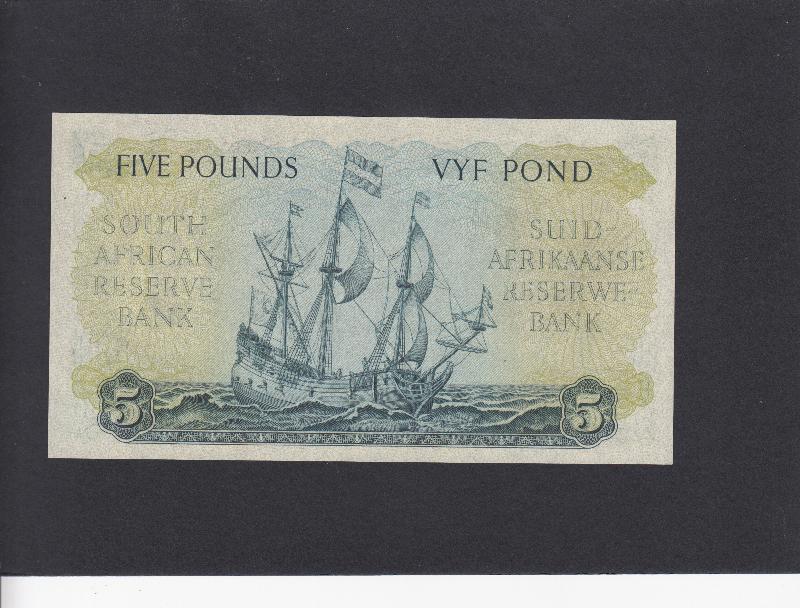 FIVE POUNDS
VYF POND
SOUTH
AFRICAN
RESERVE
BANK
SUID-
AFRIKAANSE
RESERWE-
BANK
5
5